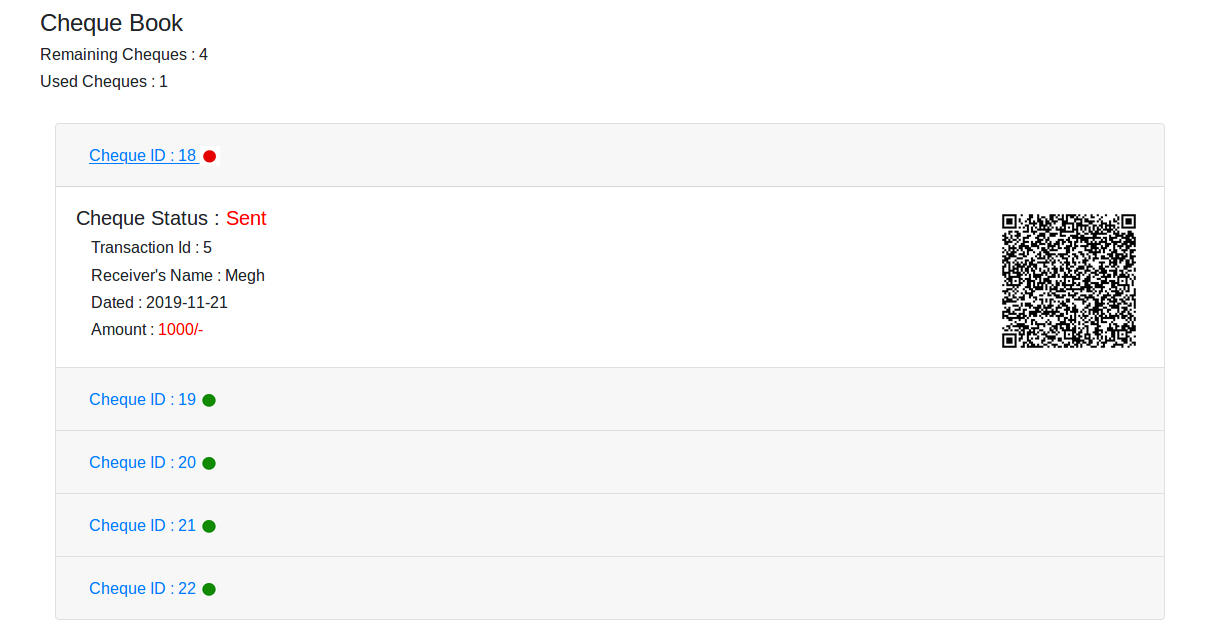 Cheque Book
Remaining Cheques : 4
Used Cheques : 1
Cheque ID : 18
Cheque Status : Sent
Transaction Id : 5
Receiver's Name : Megh
Dated : 2019-11-21
Amount : 1000/-
Cheque ID : 19
Cheque ID : 20
Cheque ID : 21
Cheque ID : 22